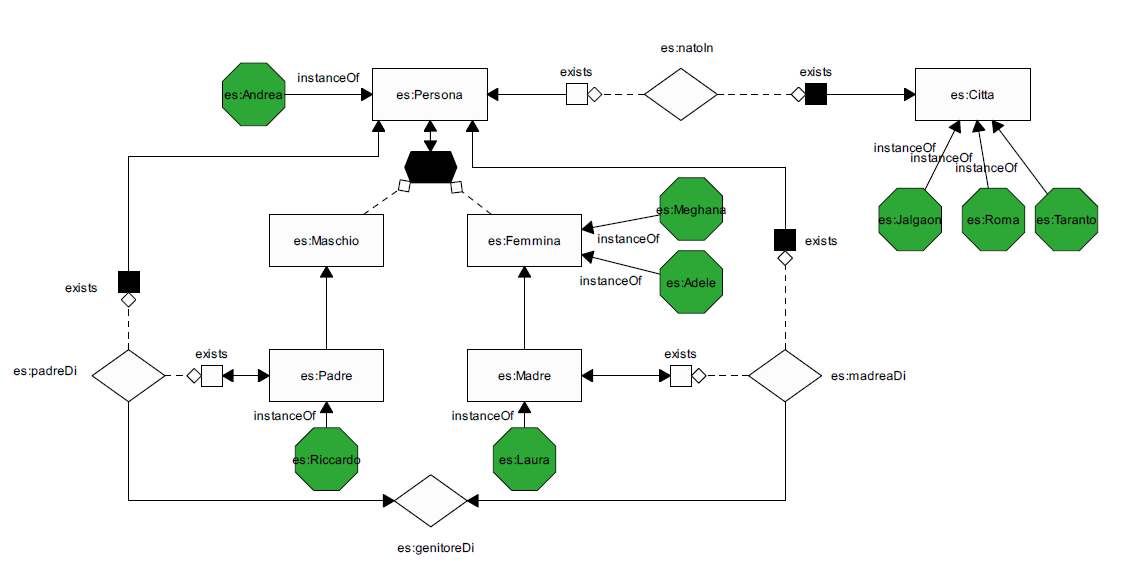 es:natoIn
exists
exists
instanceOf
es:Andrea
es:Persona
es:Citta
instanceOf
instanceOf
instanceOf
es:Meghana
es:Jalgaon
es:Roma
es:Taranto
es:Maschio
es:Femmina
instanceOf
exists
instanceOf
es:Adele
exists
exists
exists
es:padreDi
es:Padre
es:Madre
es:madreaDi
instanceOf
instanceOf
es:Riccardo
es:Laura
es:genitoreDi